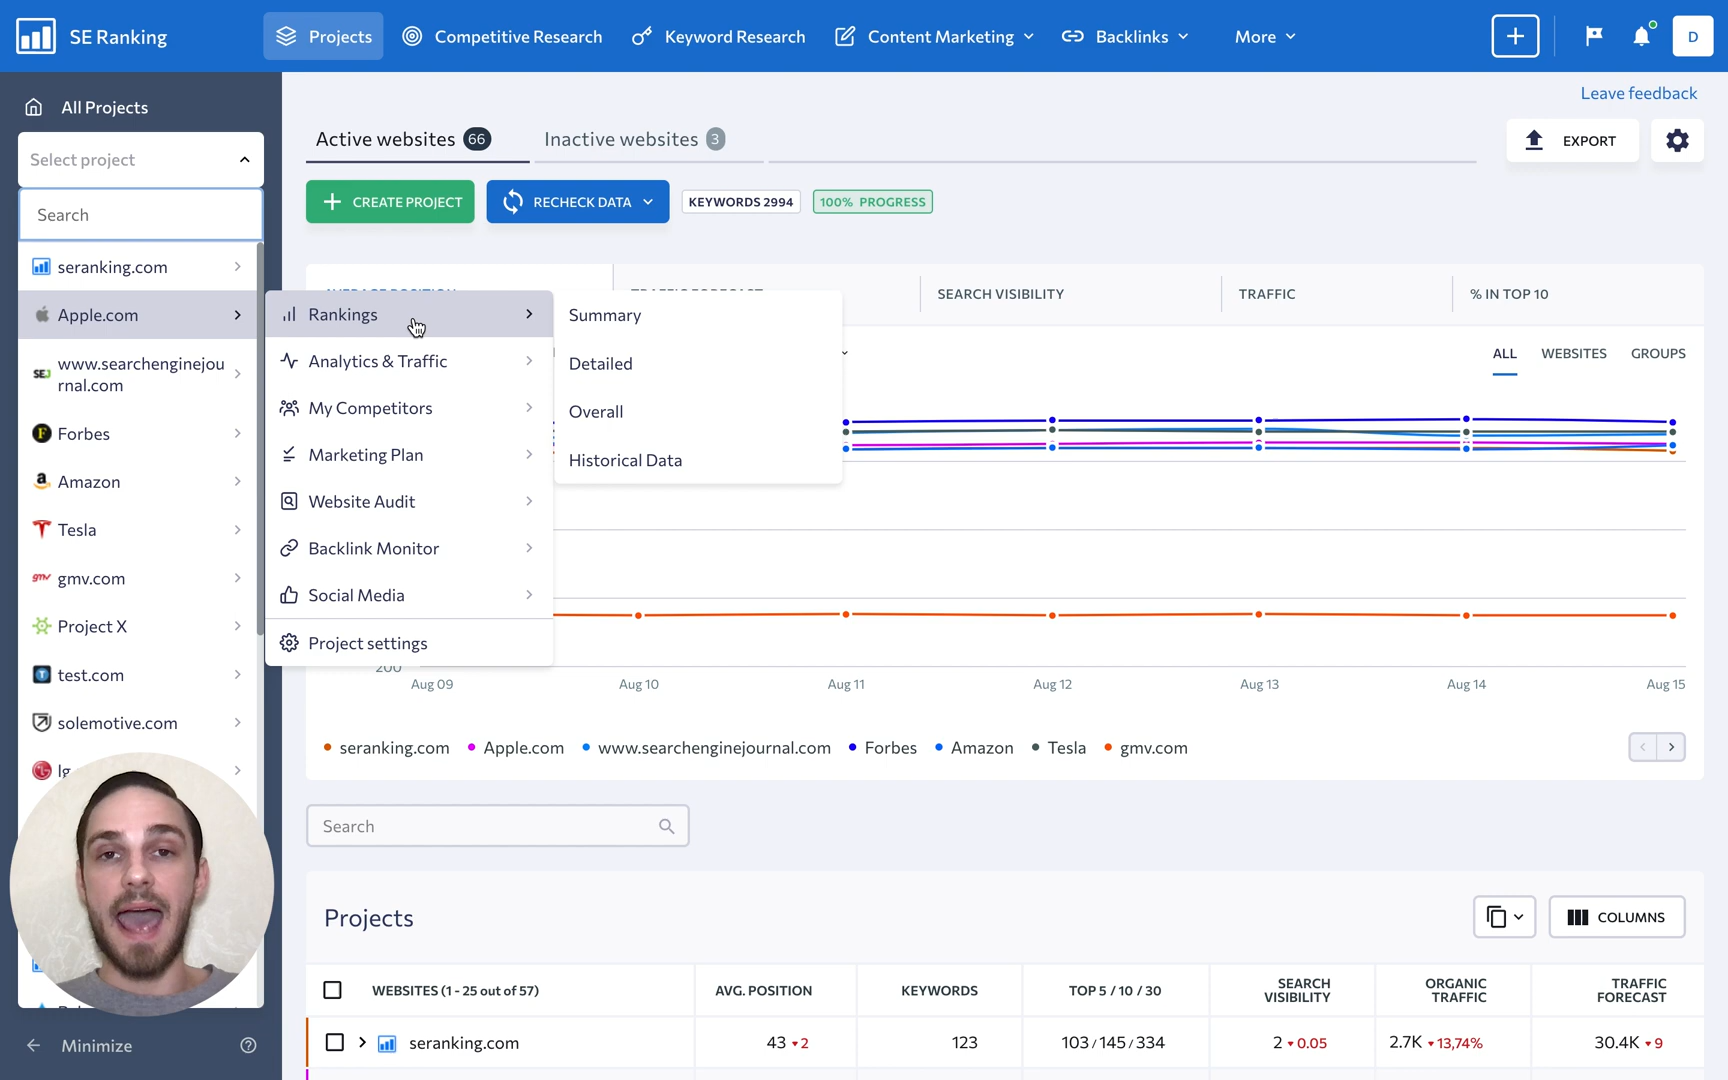 SE Ranking
Projects
Competitive Research
Keyword Research
Content Marketing
Backlinks
More
D
All Projects
Leave feedback
Select project
Active websites 66
Inactive websites 3
EXPORT
Search
CREATE PROJECT
RECHECK DATA
KEYWORDS 2994
100% PROGRESS
seranking.com
Apple.com
www.searchenginejou
rnal.com
Forbes
Amazon
Tesla
gmv.com
Project X
test.com
solemotive.com
Rankings
Analytics & Traffic
My Competitors
Marketing Plan
Website Audit
Backlink Monitor
Social Media
Project settings
Summary
Detailed
Overall
Historical Data
SEARCH VISIBILITY
TRAFFIC
% IN TOP 10
ALL
WEBSITES
GROUPS
200
Aug 09
Aug 10
Aug 11
Aug 12
Aug 13
Aug 14
Aug 15
seranking.com
Apple.com
www.searchenginejournal.com
Forbes
Amazon
Tesla
gmv.com
Search
Projects
COLUMNS
WEBSITES (1 - 25 out of 57)
AVG. POSITION
KEYWORDS
TOP 5 / 10 / 30
SEARCH
VISIBILITY
ORGANIC
TRAFFIC
TRAFFIC
FORECAST
seranking.com
43 ▾ 2
123
103 / 145 / 334
2 ▾ 0.05
2.7K ▾ 13,74%
30.4K ▾ 9
Minimize